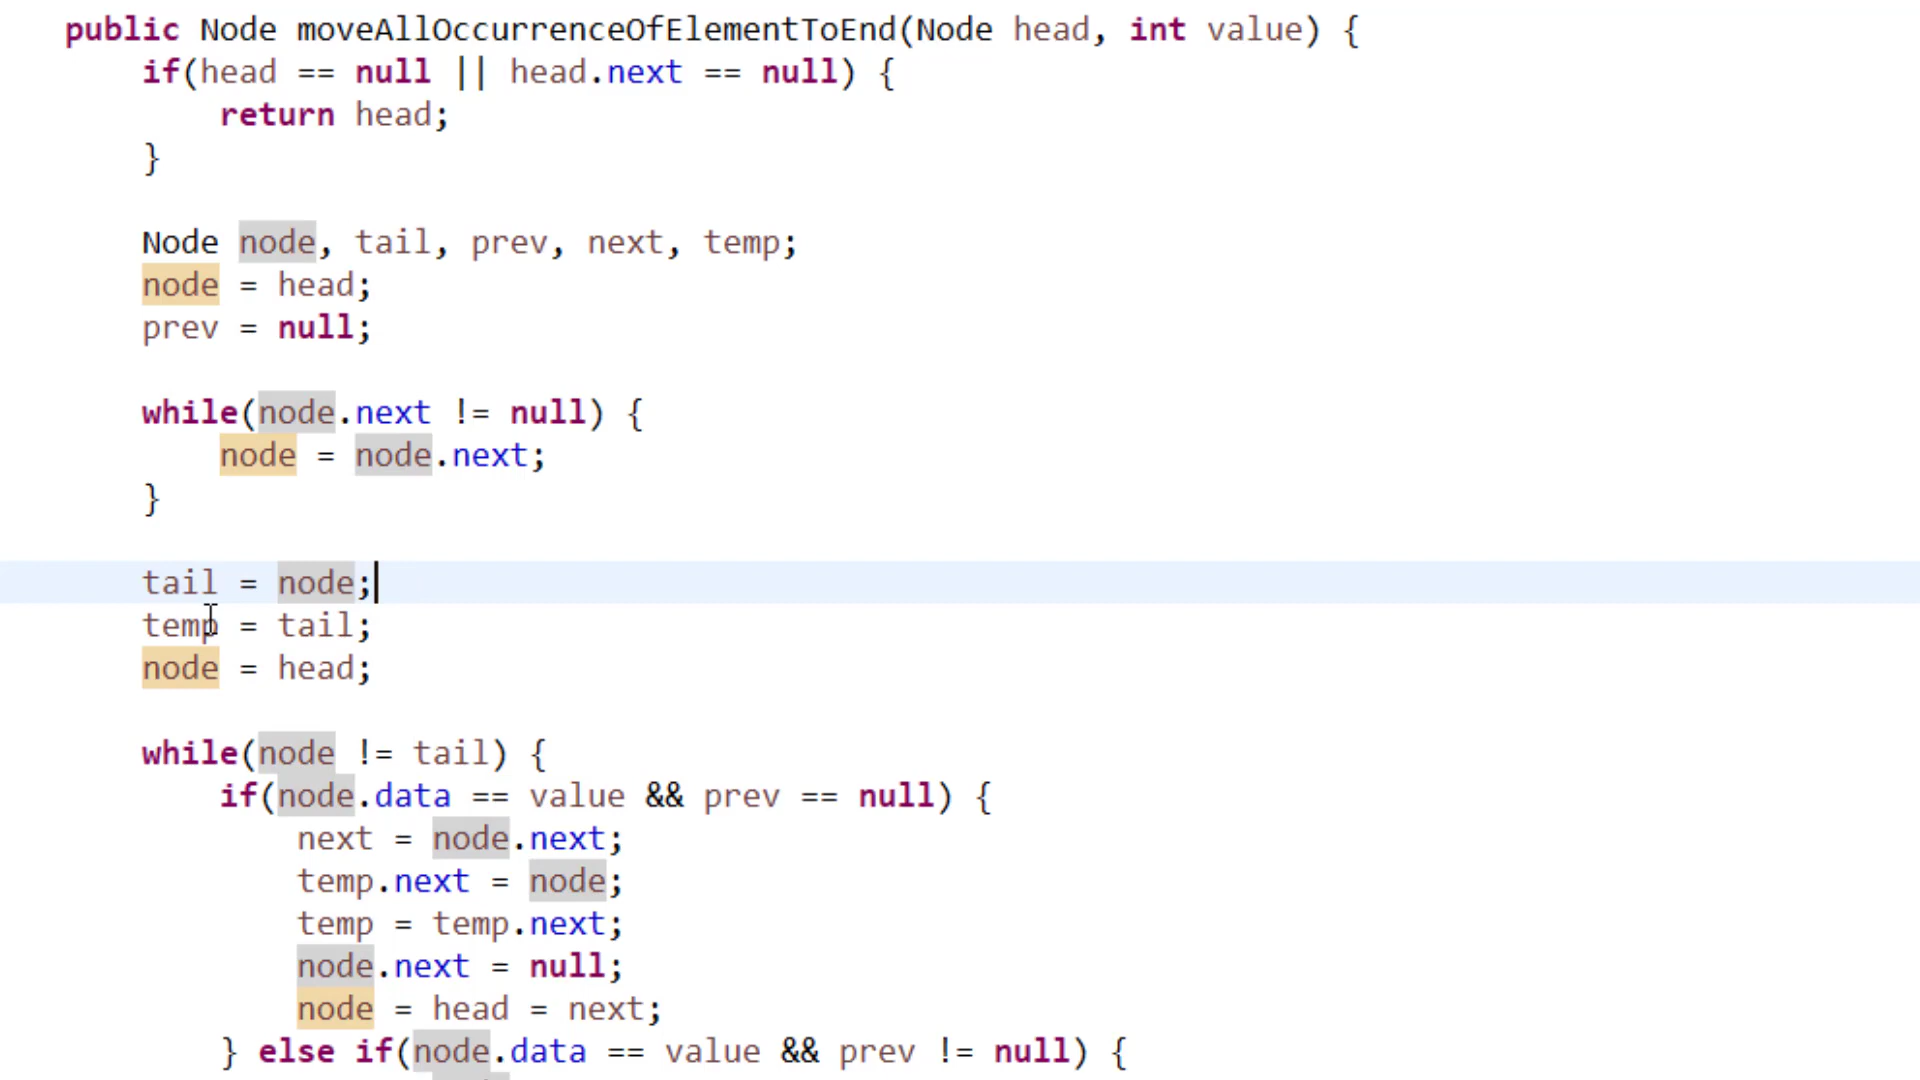 public Node moveAllOccurrenceOfElementToEnd(Node head, int value) {
if(head == null || head.next == null) {
return head;
}
Node node, tail, prev, next, temp;
node = head;
prev = null;
while(node.next != null) {
node = node.next;
}
tail = node;
temp = tail;
node = head;
while(node != tail) {
if(node.data == value && prev == null) {
next = node.next;
temp.next = node;
temp = temp.next;
node.next = null;
node = head = next;
} else if(node.data == value && prev != null) {